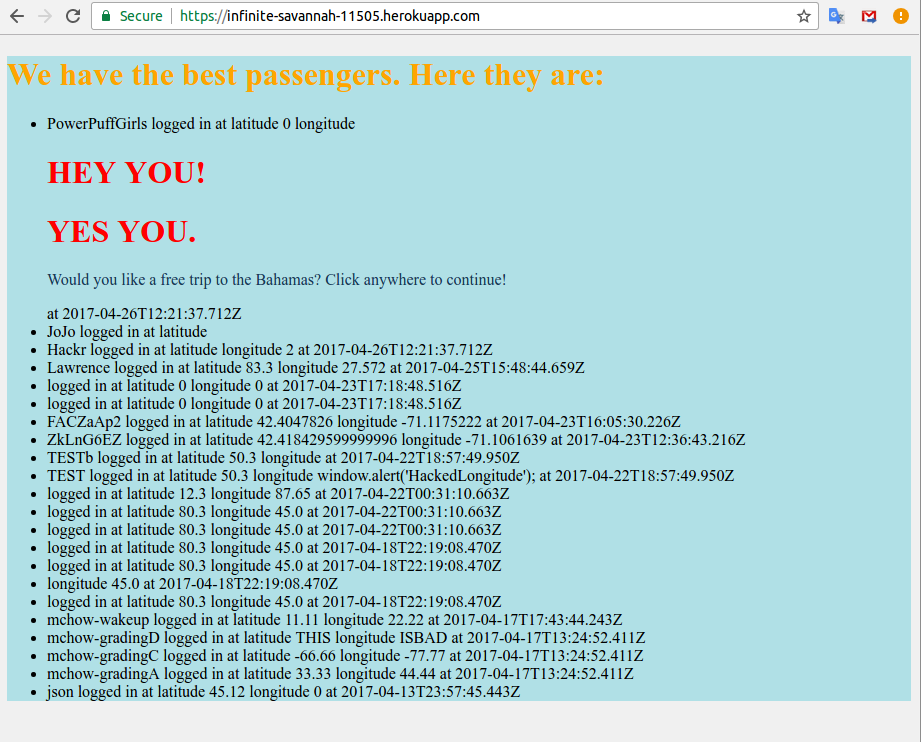 Secure https://infinite-savannah-11505.herokuapp.com
We have the best passengers. Here they are:
PowerPuffGirls logged in at latitude 0 longitude
HEY YOU!
YES YOU.
Would you like a free trip to the Bahamas? Click anywhere to continue!
at 2017-04-26T12:21:37.712Z
JoJo logged in at latitude
Hackr logged in at latitude longitude 2 at 2017-04-26T12:21:37.712Z
Lawrence logged in at latitude 83.3 longitude 27.572 at 2017-04-25T15:48:44.659Z
logged in at latitude 0 longitude 0 at 2017-04-23T17:18:48.516Z
logged in at latitude 0 longitude 0 at 2017-04-23T17:18:48.516Z
FACZaAp2 logged in at latitude 42.4047826 longitude -71.1175222 at 2017-04-23T16:05:30.226Z
ZkLnG6EZ logged in at latitude 42.418429599999996 longitude -71.1061639 at 2017-04-23T12:36:43.216Z
TESTb logged in at latitude 50.3 longitude at 2017-04-22T18:57:49.950Z
TEST logged in at latitude 50.3 longitude window.alert('HackedLongitude'); at 2017-04-22T18:57:49.950Z
logged in at latitude 12.3 longitude 87.65 at 2017-04-22T00:31:10.663Z
logged in at latitude 80.3 longitude 45.0 at 2017-04-22T00:31:10.663Z
logged in at latitude 80.3 longitude 45.0 at 2017-04-22T00:31:10.663Z
logged in at latitude 80.3 longitude 45.0 at 2017-04-18T22:19:08.470Z
logged in at latitude 80.3 longitude 45.0 at 2017-04-18T22:19:08.470Z
longitude 45.0 at 2017-04-18T22:19:08.470Z
logged in at latitude 80.3 longitude 45.0 at 2017-04-18T22:19:08.470Z
mchow-wakeup logged in at latitude 11.11 longitude 22.22 at 2017-04-17T17:43:44.243Z
mchow-gradingD logged in at latitude THIS longitude ISBAD at 2017-04-17T13:24:52.411Z
mchow-gradingC logged in at latitude -66.66 longitude -77.77 at 2017-04-17T13:24:52.411Z
mchow-gradingA logged in at latitude 33.33 longitude 44.44 at 2017-04-17T13:24:52.411Z
json logged in at latitude 45.12 longitude 0 at 2017-04-13T23:57:45.443Z